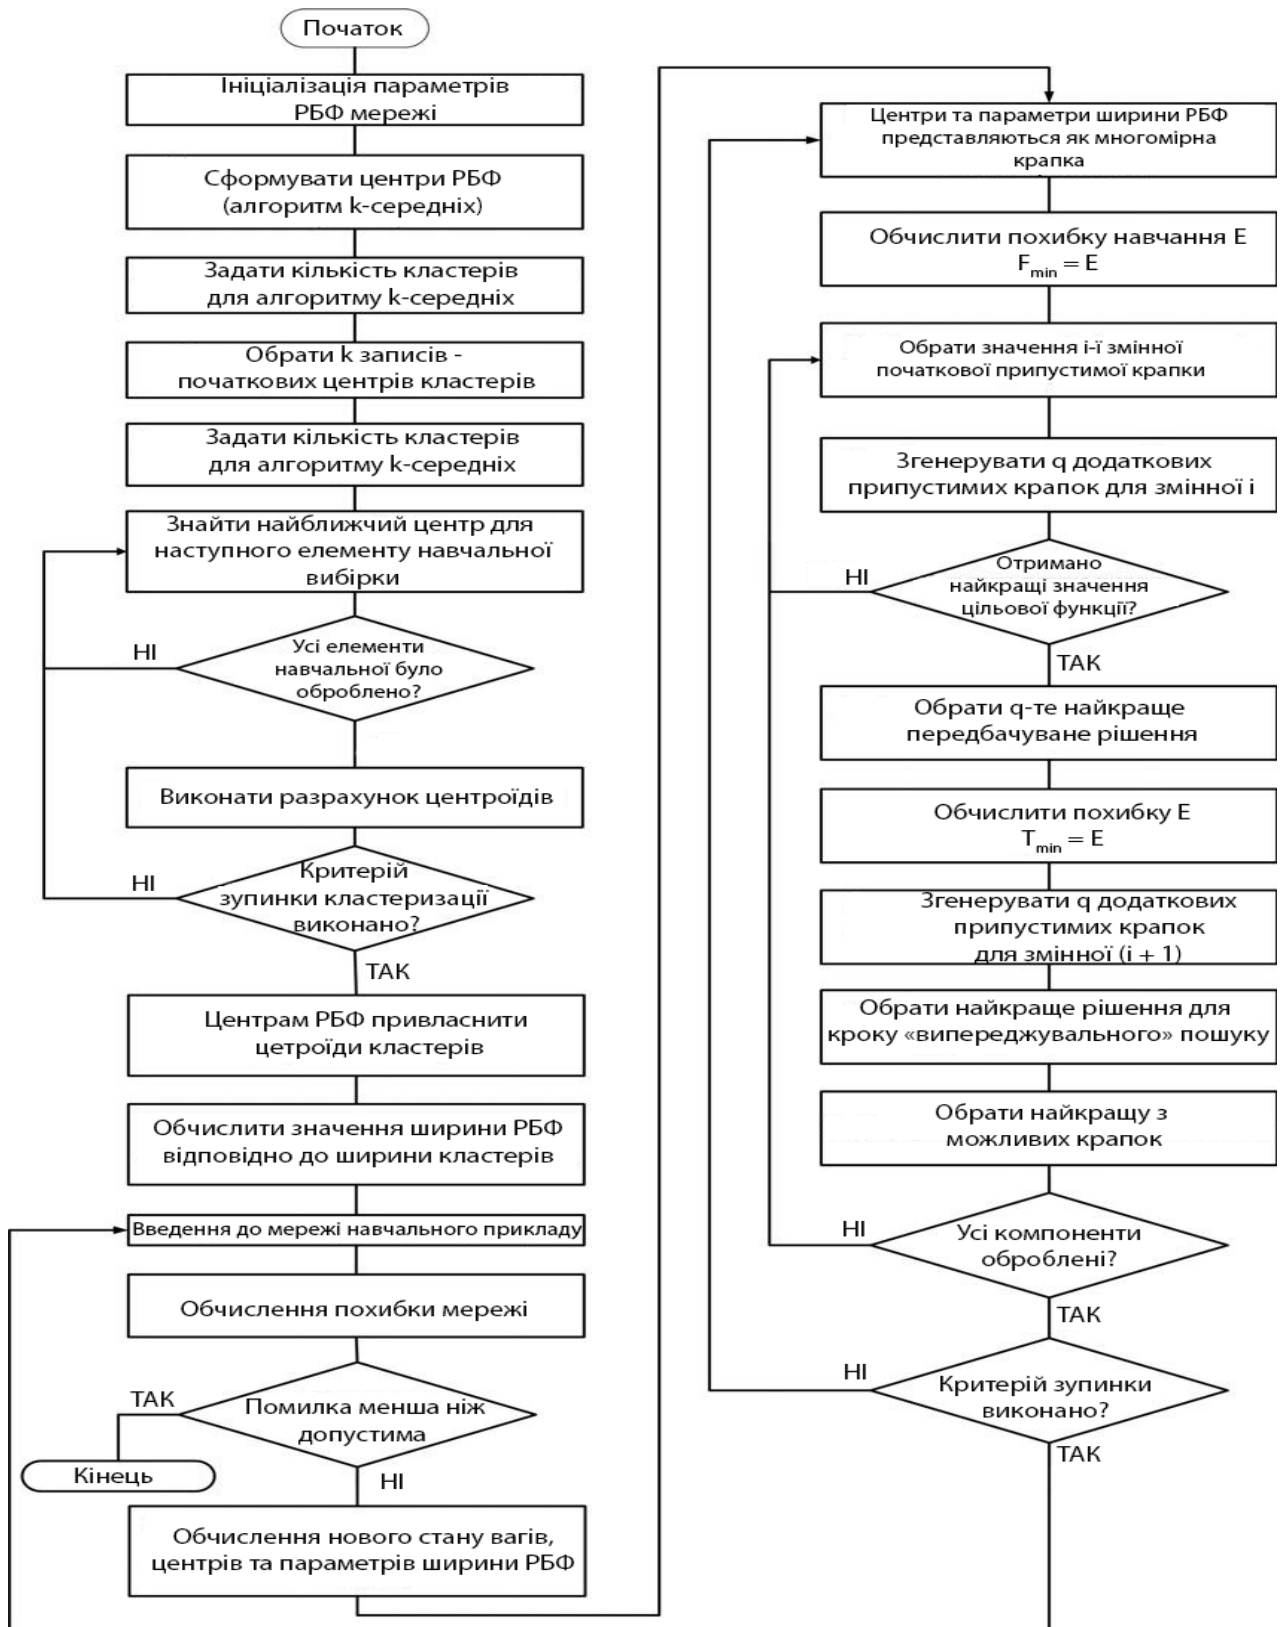 Початок
Ініціалізація параметрів
РБФ мережі
Сформувати центри РБФ
(алгоритм k-середніх)
Задати кількість кластерів
для алгоритму k-середніх
Обрати k записів -
початкових центрів кластерів
Задати кількість кластерів
для алгоритму k-середніх
Знайти найближчий центр для
наступного елементу навчальної
вибірки
НІ
Усі елементи
навчальної було
оброблено?
Виконати разрахунок центроїдів
НІ
Критерій
зупинки кластеризації
виконано?
ТАК
Центрам РБФ привласнити
цетроїди кластерів
Обчислити значення ширини РБФ
відповідно до ширини кластерів
Введення до мережі навчального прикладу
Обчислення похибки мережі
ТАК
Помилка менша ніж
допустима
Кінець
НІ
Обчислення нового стану вагів,
центрів та параметрів ширини РБФ
Центри та параметри ширини РБФ
представляються як многомірна
крапка
Обчислити похибку навчання E
F_min = E
Обрати значення і-ї змінної
початкової припустимої крапки
Згенерувати q додаткових
припустимих крапок для змінної і
НІ
Отримано
найкращі значення
цільової функції?
ТАК
Обрати q-те найкраще
передбачуване рішення
Обчислити похибку E
T_min = E
Згенерувати q додаткових
припустимих крапок
для змінної (і + 1)
Обрати найкраще рішення для
кроку «випереджувального» пошуку
Обрати найкращу з
можливих крапок
НІ
Усі компоненти
оброблені?
ТАК
НІ
Критерій зупинки
виконано?
ТАК